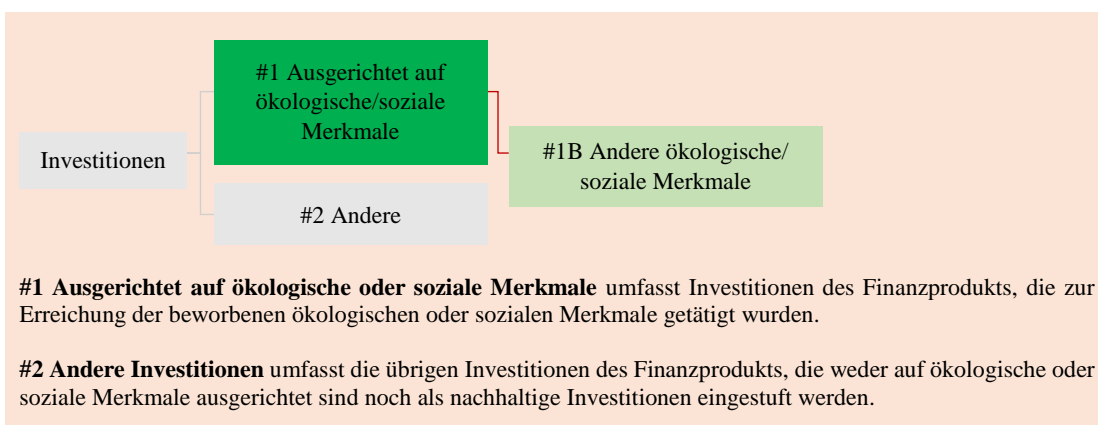 #1 Ausgerichtet auf
ökologische/soziale
Merkmale
Investitionen
#1B Andere ökologische/
soziale Merkmale
#2 Andere
#1 Ausgerichtet auf ökologische oder soziale Merkmale umfasst Investitionen des Finanzprodukts, die zur
Erreichung der beworbenen ökologischen oder sozialen Merkmale getätigt wurden.
#2 Andere Investitionen umfasst die übrigen Investitionen des Finanzprodukts, die weder auf ökologische oder
soziale Merkmale ausgerichtet sind noch als nachhaltige Investitionen eingestuft werden.